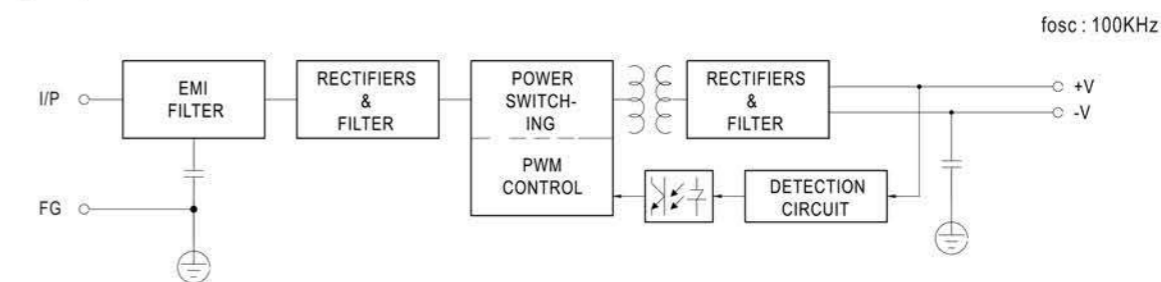 fosc : 100KHz
I/P
EMI
FILTER
RECTIFIERS
&
FILTER
POWER
SWITCH-
ING
PWM
CONTROL
RECTIFIERS
&
FILTER
+V
-V
DETECTION
CIRCUIT
FG